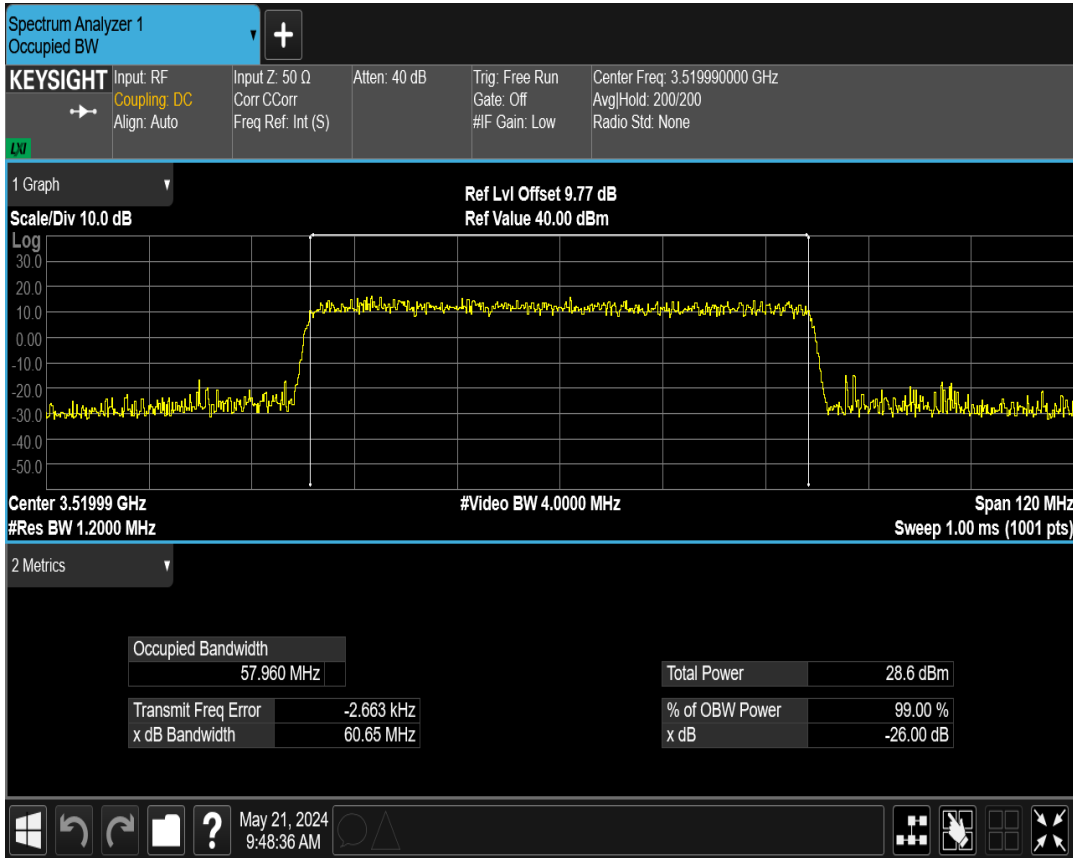 Spectrum Analyzer 1
Occupied BW
+
KEYSIGHT
LXI
Input: RF
Coupling: DC
Align: Auto
Input Z: 50 Ω
Corr CCorr
Freq Ref: Int (S)
Atten: 40 dB
Trig: Free Run
Gate: Off
#IF Gain: Low
Center Freq: 3.519990000 GHz
Avg|Hold: 200/200
Radio Std: None
1 Graph
Scale/Div 10.0 dB
Ref Lvl Offset 9.77 dB
Ref Value 40.00 dBm
Log
30.0
20.0
10.0
0.00
-10.0
-20.0
-30.0
-40.0
-50.0
Center 3.51999 GHz
#Video BW 4.0000 MHz
Span 120 MHz
#Res BW 1.2000 MHz
Sweep 1.00 ms (1001 pts)
2 Metrics
Occupied Bandwidth
57.960 MHz
Transmit Freq Error -2.663 kHz
x dB Bandwidth 60.65 MHz
Total Power 28.6 dBm
% of OBW Power 99.00 %
x dB -26.00 dB
?
May 21, 2024
9:48:36 AM